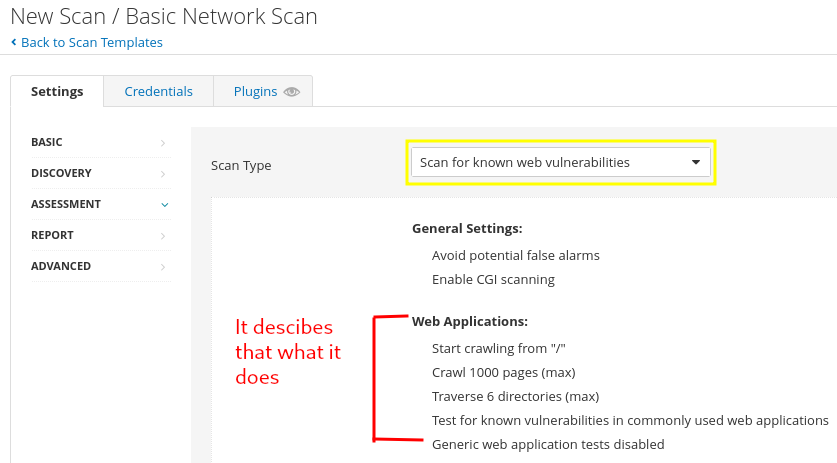 New Scan / Basic Network Scan
Back to Scan Templates
Settings
Credentials
Plugins
BASIC
DISCOVERY
ASSESSMENT
REPORT
ADVANCED
Scan Type
Scan for known web vulnerabilities
General Settings:
Avoid potential false alarms
Enable CGI scanning
It descibes
that what it
does
Web Applications:
Start crawling from "/"
Crawl 1000 pages (max)
Traverse 6 directories (max)
Test for known vulnerabilities in commonly used web applications
Generic web application tests disabled